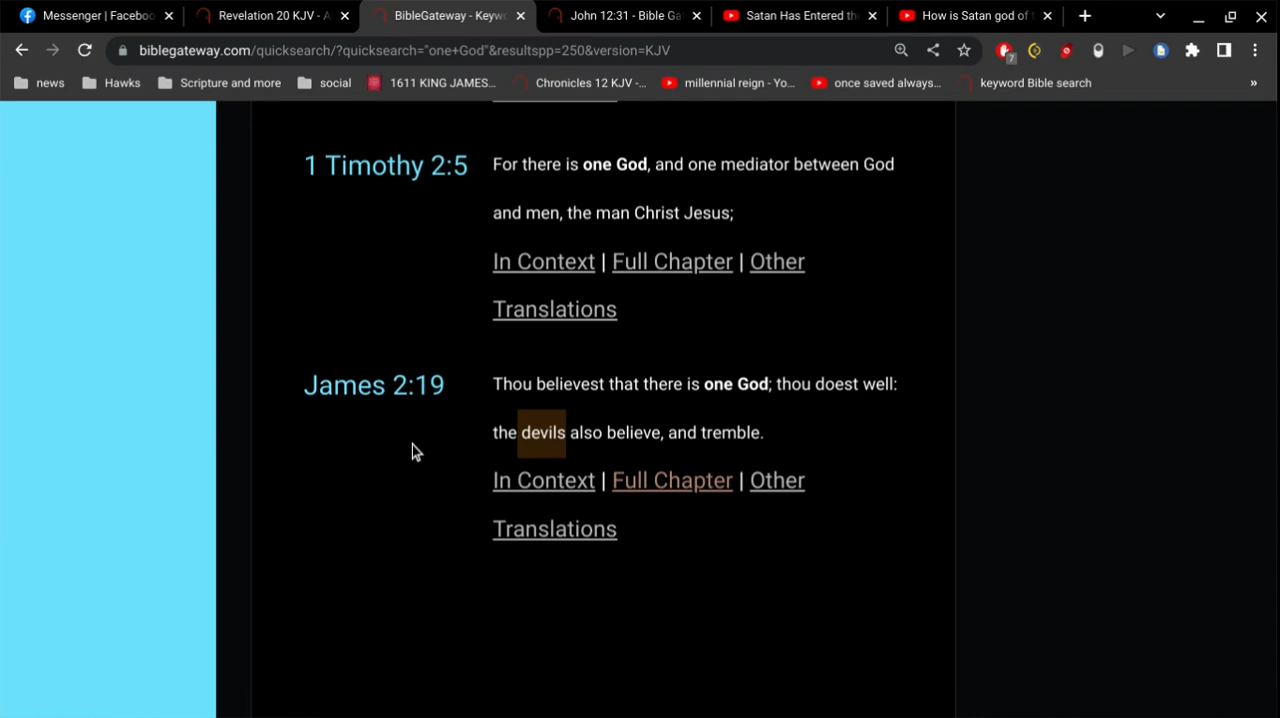 Messenger | Faceboo
Revelation 20 KJV - A
BibleGateway - Keywo
John 12:31 - Bible Ga
Satan Has Entered the
How is Satan god of t
biblegateway.com/quicksearch/?quicksearch="one+God"&resultspp=250&version=KJV
7
news
Hawks
Scripture and more
social
1611 KING JAMES...
Chronicles 12 KJV -...
millennial reign - Yo...
once saved always...
keyword Bible search
»
1 Timothy 2:5
For there is one God, and one mediator between God
and men, the man Christ Jesus;
In Context | Full Chapter | Other
Translations
James 2:19
Thou believest that there is one God; thou doest well:
the devils also believe, and tremble.
In Context | Full Chapter | Other
Translations